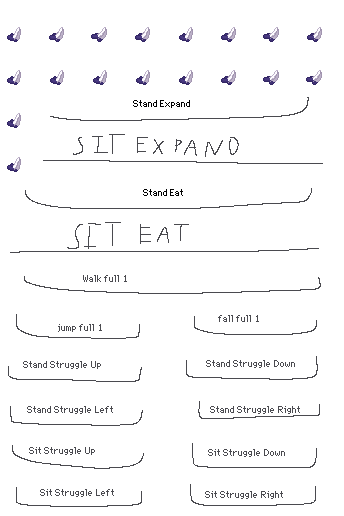 Stand Expand
SIT EXPAND
Stand Eat
SIT EAT
Walk full 1
jump full 1 fall full 1
Stand Struggle Up Stand Struggle Down
Stand Struggle Left Stand Struggle Right
Sit Struggle Up Sit Struggle Down
Sit Struggle Left Sit Struggle Right